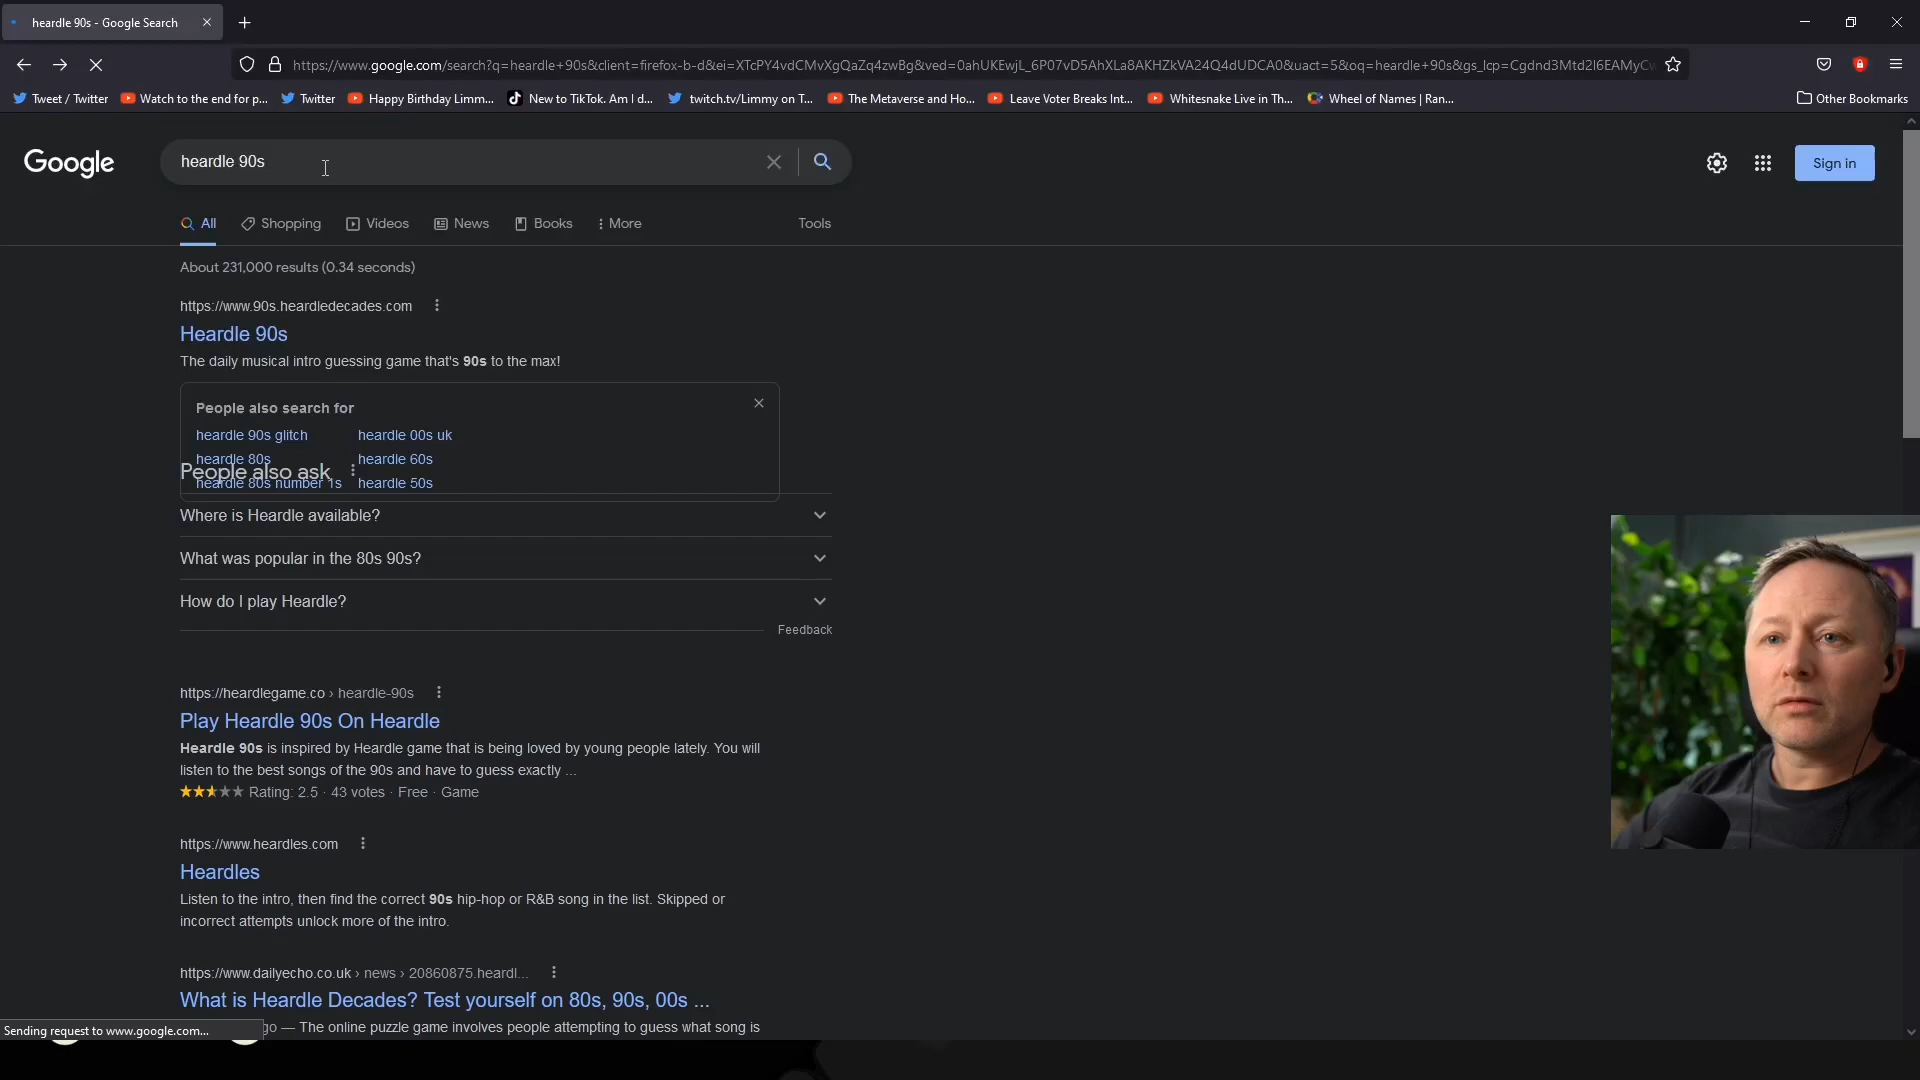 heardle 90s - Google Search
https://www.google.com/search?q=heardle+90s&client=firefox-b-d&ei=XTcPY4vdCMvXgQaZq4zwBg&ved=0ahUKEwjL_6P07vD5AhXLa8AKHZkVA24Q4dUDCA0&uact=5&oq=heardle+90s&gs_lcp=Cgdnd3Mtd2l6EAMyCw
Tweet / Twitter
Watch to the end for p...
Twitter
Happy Birthday Limm...
New to TikTok. Am I d...
twitch.tv/Limmy on T...
The Metaverse and Ho...
Leave Voter Breaks Int...
Whitesnake Live in Th...
Wheel of Names | Ran...
Other Bookmarks
Google
heardle 90s
Sign in
All
Shopping
Videos
News
Books
More
Tools
About 231,000 results (0.34 seconds)
https://www.90s.heardledecades.com
Heardle 90s
The daily musical intro guessing game that's 90s to the max!
People also search for
heardle 90s glitch
heardle 00s uk
heardle 80s
heardle 60s
People also ask
heardle 80s number 1s
heardle 50s
Where is Heardle available?
What was popular in the 80s 90s?
How do I play Heardle?
Feedback
https://heardlegame.co › heardle-90s
Play Heardle 90s On Heardle
Heardle 90s is inspired by Heardle game that is being loved by young people lately. You will
listen to the best songs of the 90s and have to guess exactly ...
Rating: 2.5 · 43 votes · Free · Game
https://www.heardles.com
Heardles
Listen to the intro, then find the correct 90s hip-hop or R&B song in the list. Skipped or
incorrect attempts unlock more of the intro.
https://www.dailyecho.co.uk › news › 20860875.heardl...
What is Heardle Decades? Test yourself on 80s, 90s, 00s ...
go — The online puzzle game involves people attempting to guess what song is
Sending request to www.google.com...